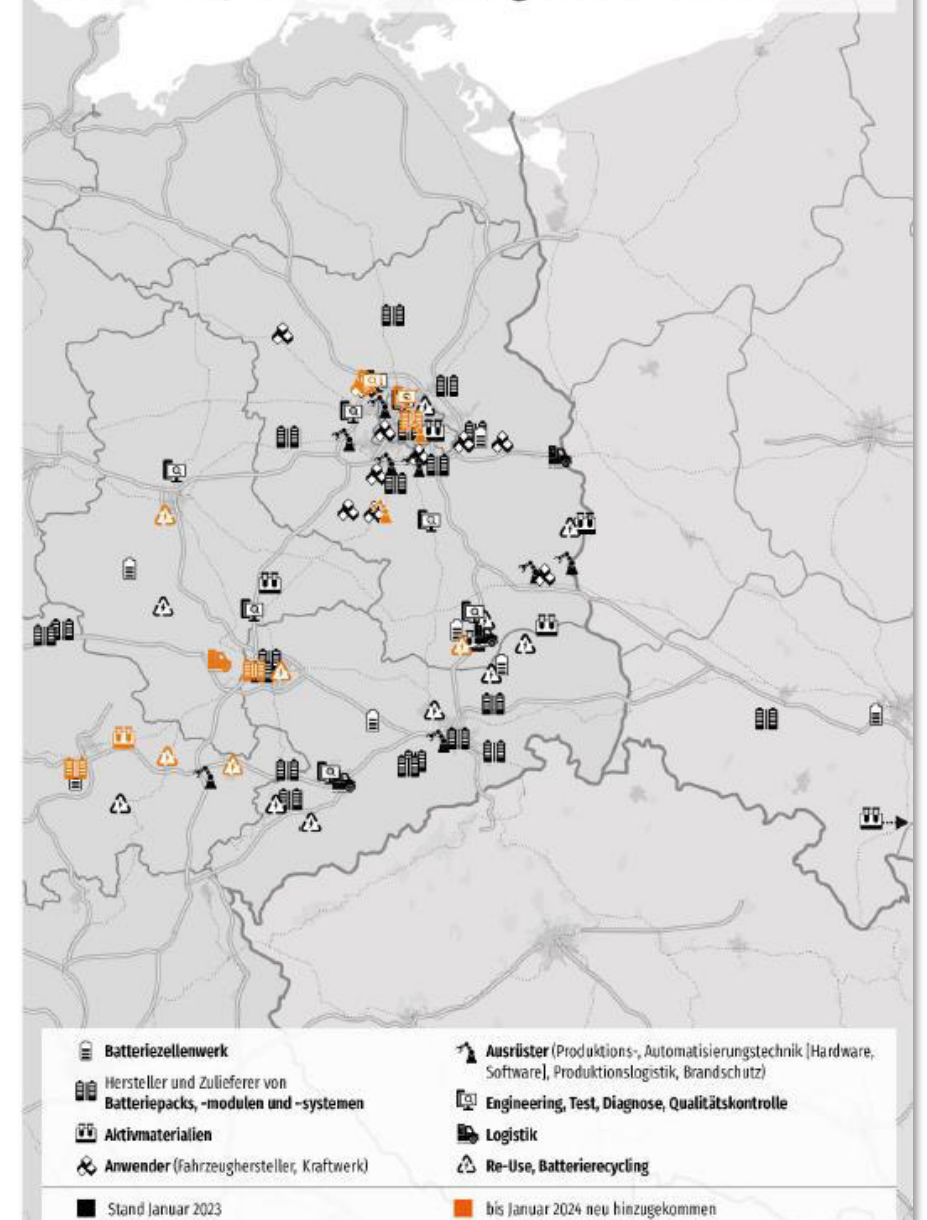 Batteriezellenwerk
Hersteller und Zulieferer von
Batteriepacks, -modulen und -systemen
Aktivmaterialien
Anwender (Fahrzeughersteller, Kraftwerk)
Ausrüster (Produktions-, Automatisierungstechnik [Hardware,
Software], Produktionslogistik, Brandschutz)
Engineering, Test, Diagnose, Qualitätskontrolle
Logistik
Re-Use, Batterierecycling
Stand Januar 2023
bis Januar 2024 neu hinzugekommen